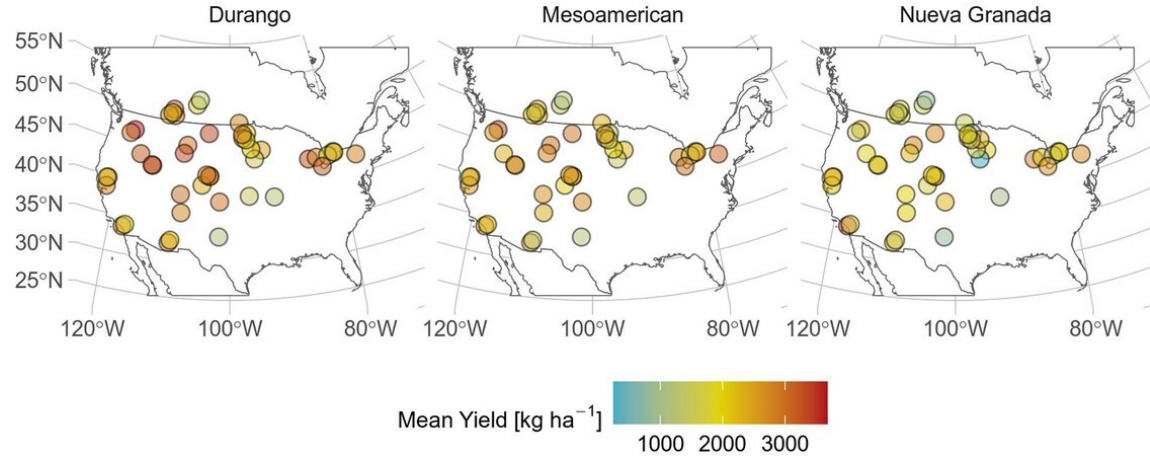 Durango Mesoamerican Nueva Granada
55°N
50°N
45°N
40°N
35°N
30°N
25°N
120°W 100°W 80°W 120°W 100°W 80°W 120°W 100°W 80°W
Mean Yield [kg ha⁻¹]
1000 2000 3000